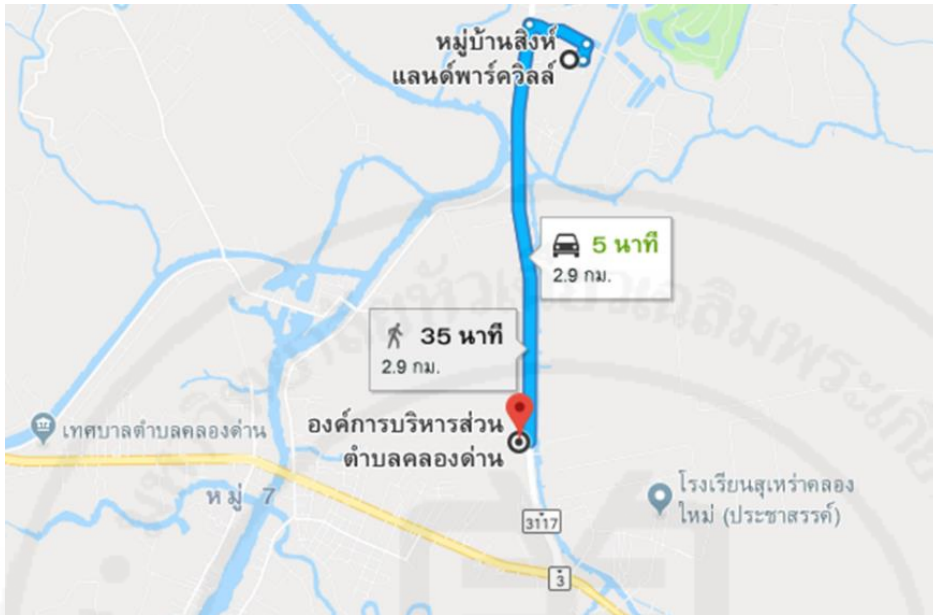 หมู่บ้านสิงห์
แลนด์พาร์ควิลล์
5 นาที
2.9 กม.
35 นาที
2.9 กม.
องค์การบริหารส่วน
ตำบลคลองด่าน
เทศบาลตำบลคลองด่าน
หมู่ 7
โรงเรียนสุเหร่าคลอง
ใหม่ (ประชาสรรค์)
3117
3